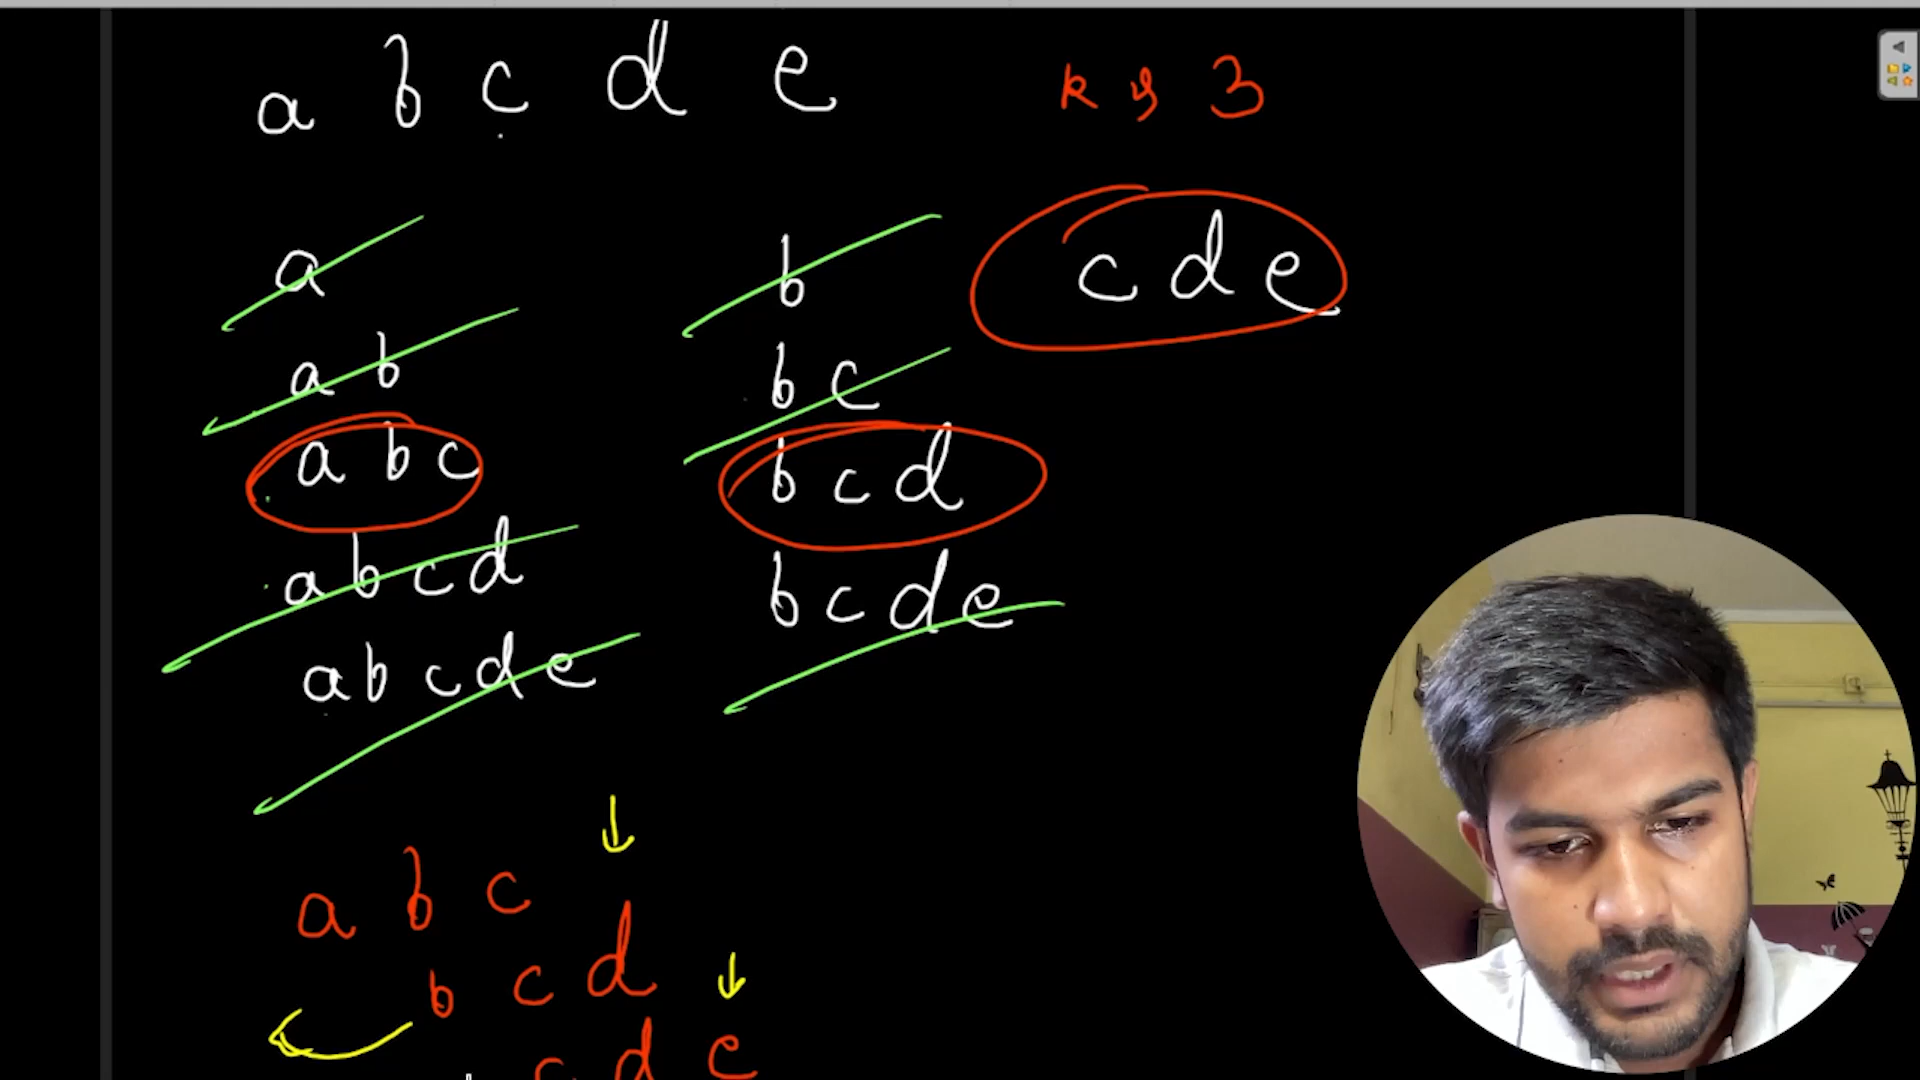 a b c d e k = 3
a b c d e
a b b c
a b c b c d
a b c d b c d e
a b c d e
a b c
b c d
c d e